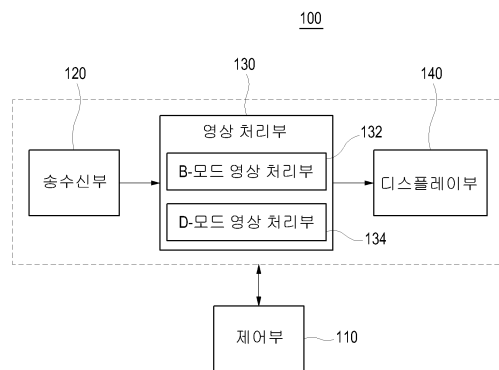 100
120
130
140
영상 처리부
132
송수신부
B-모드 영상 처리부
디스플레이부
D-모드 영상 처리부
134
제어부
110